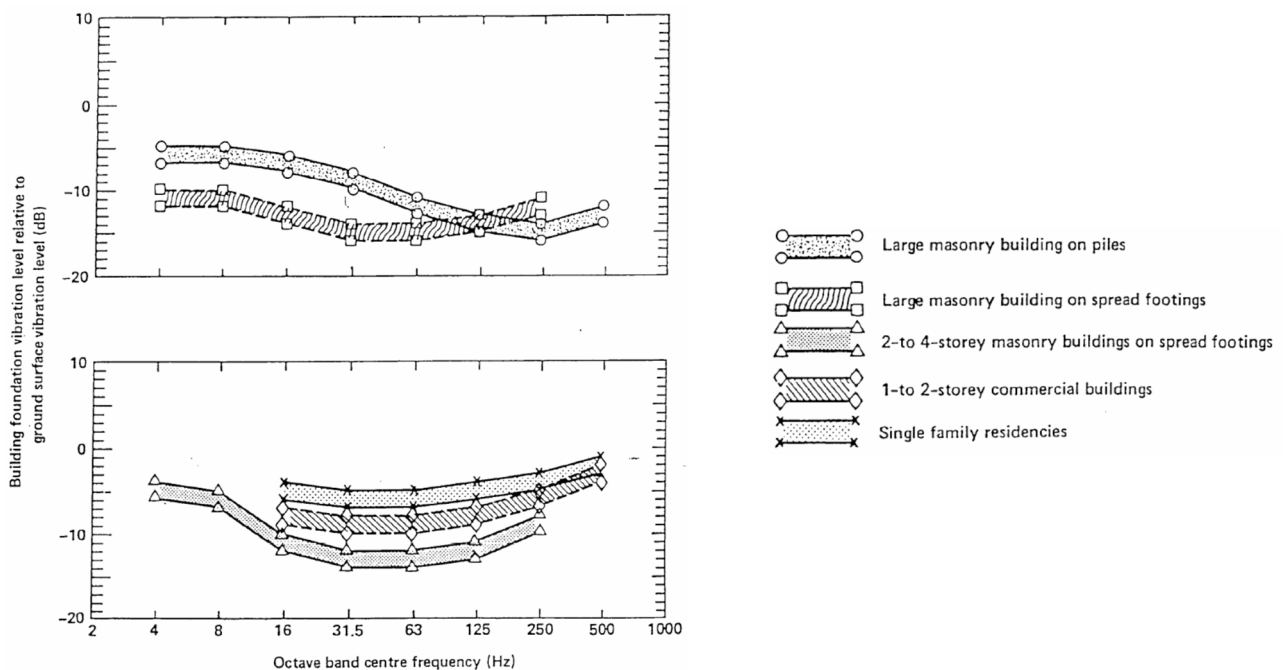 Building foundation vibration level relative to
ground surface vibration level (dB)
10
0
−10
−20
10
0
−10
−20
2
4
8
16
31.5
63
125
250
500
1000
Octave band centre frequency (Hz)
Large masonry building on piles
Large masonry building on spread footings
2-to 4-storey masonry buildings on spread footings
1-to 2-storey commercial buildings
Single family residencies